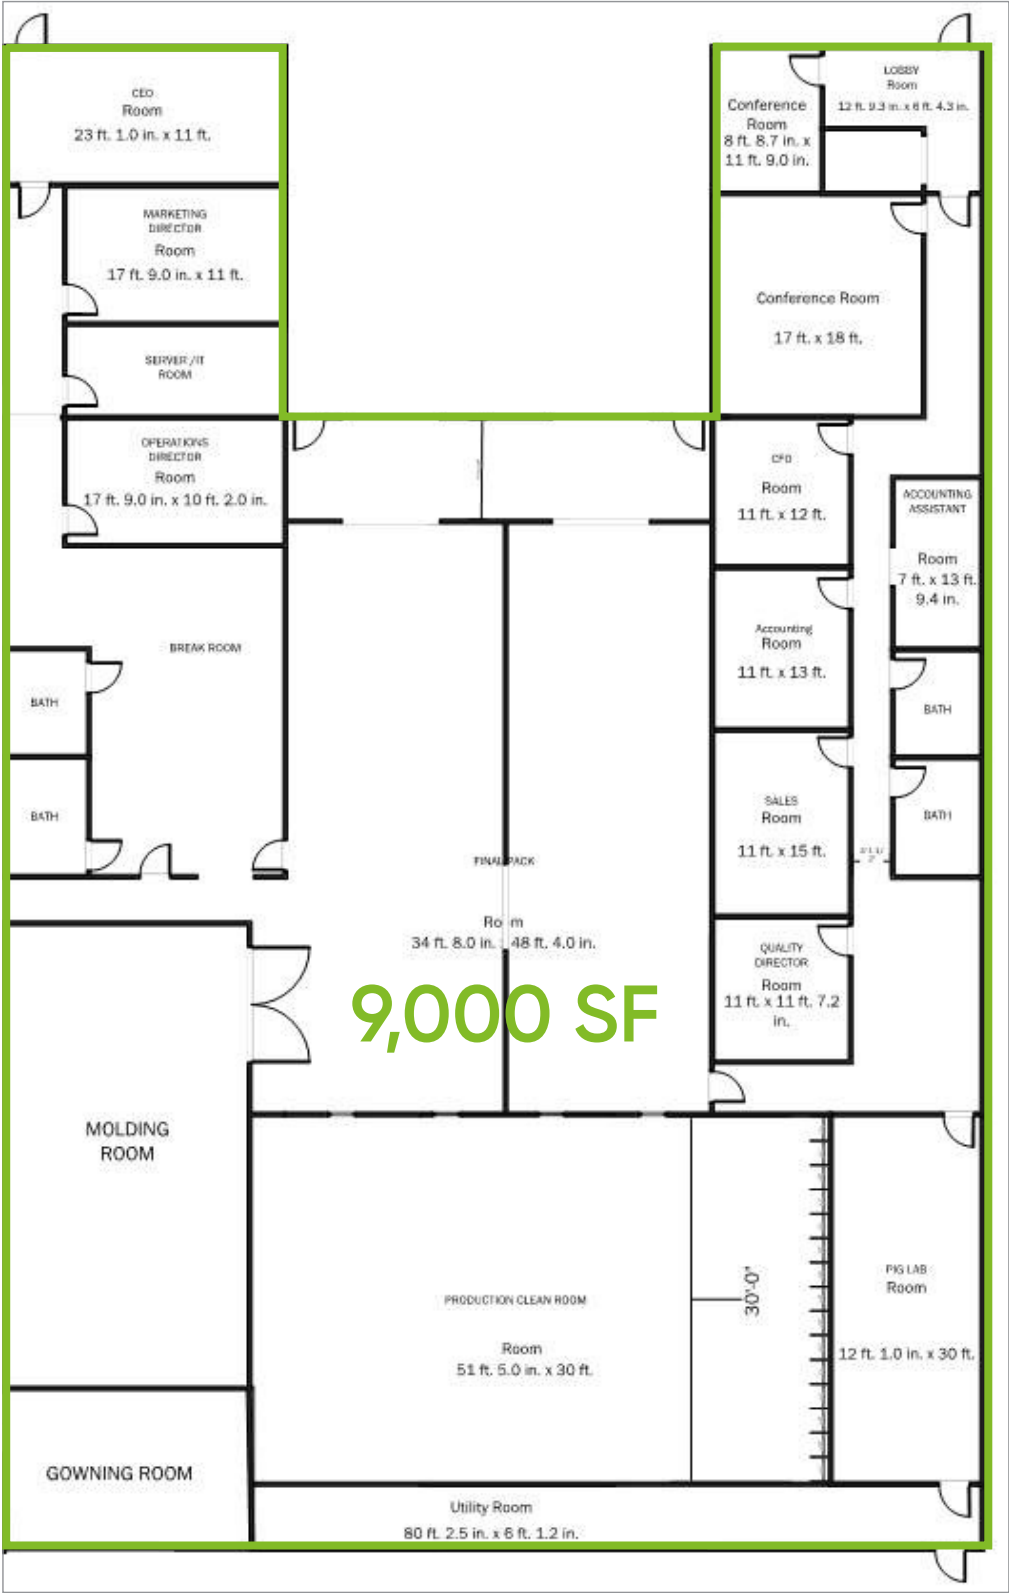 CEO
Room
23 ft. 1.0 in. x 11 ft.
MARKETING
DIRECTOR
Room
17 ft. 9.0 in. x 11 ft.
SERVER /IT
ROOM
OPERATIONS
DIRECTOR
Room
17 ft. 9.0 in. x 10 ft. 2.0 in.
BREAK ROOM
BATH
BATH
LOBBY
Room
12 ft. 9.3 in. x 6 ft. 4.3 in.
Conference
Room
8 ft. 8.7 in. x
11 ft. 9.0 in.
Conference Room
17 ft. x 18 ft.
CFO
Room
11 ft. x 12 ft.
ACCOUNTING
ASSISTANT
Room
7 ft. x 13 ft.
9.4 in.
Accounting
Room
11 ft. x 13 ft.
BATH
SALES
Room
11 ft. x 15 ft.
BATH
FINAL PACK
Room
34 ft. 8.0 in. 48 ft. 4.0 in.
QUALITY
DIRECTOR
Room
11 ft. x 11 ft. 7.2
in.
9,000 SF
MOLDING
ROOM
PRODUCTION CLEAN ROOM
Room
51 ft. 5.0 in. x 30 ft.
30'-0"
PIG LAB
Room
12 ft. 1.0 in. x 30 ft.
GOWNING ROOM
Utility Room
80 ft. 2.5 in. x 6 ft. 1.2 in.